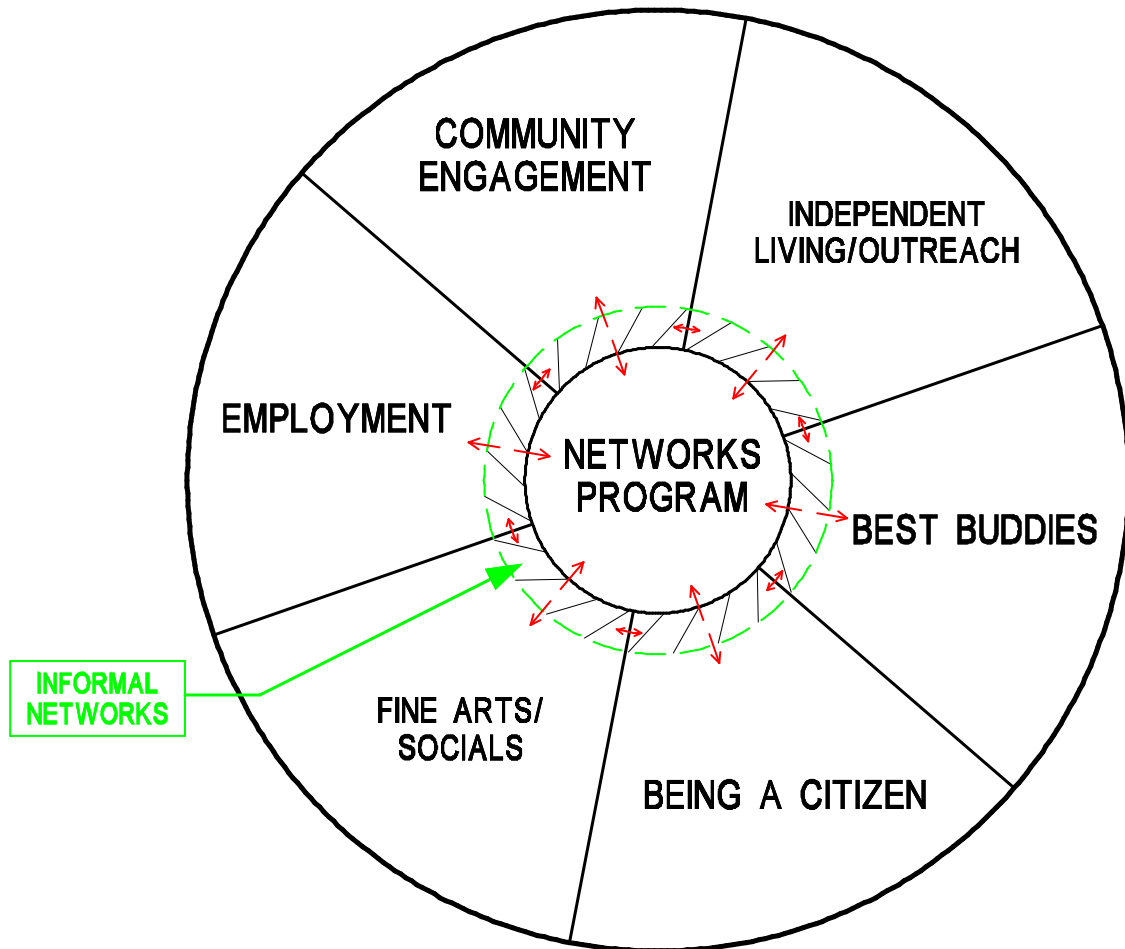 COMMUNITY
ENGAGEMENT
INDEPENDENT
LIVING/OUTREACH
EMPLOYMENT
NETWORKS
PROGRAM
BEST BUDDIES
INFORMAL
NETWORKS
FINE ARTS/
SOCIALS
BEING A CITIZEN